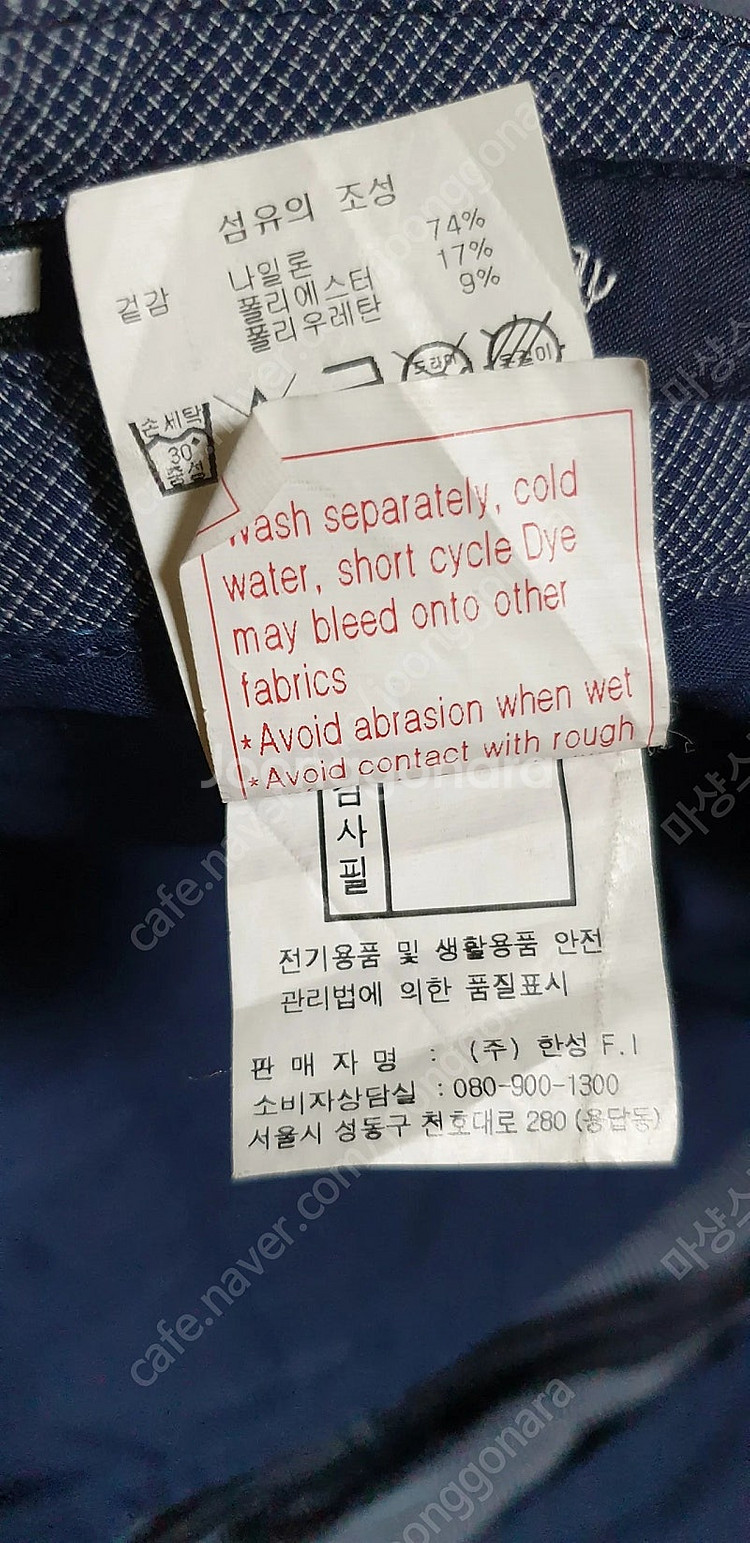 섬유의 조성
겉감 나일론 74%
폴리에스터 17%
폴리우레탄 9%
손세탁
30°
중성
드라이
Wash separately, cold
water, short cycle Dye
may bleed onto other
fabrics
*Avoid abrasion when wet
*Avoid contact with rough
검
사
필
전기용품 및 생활용품 안전
관리법에 의한 품질표시
판 매 자 명 : (주) 한성 F.I
소비자상담실 : 080-900-1300
서울시 성동구 천호대로 280 (용답동)
joonggonara
cafe.naver.com/joonggonara